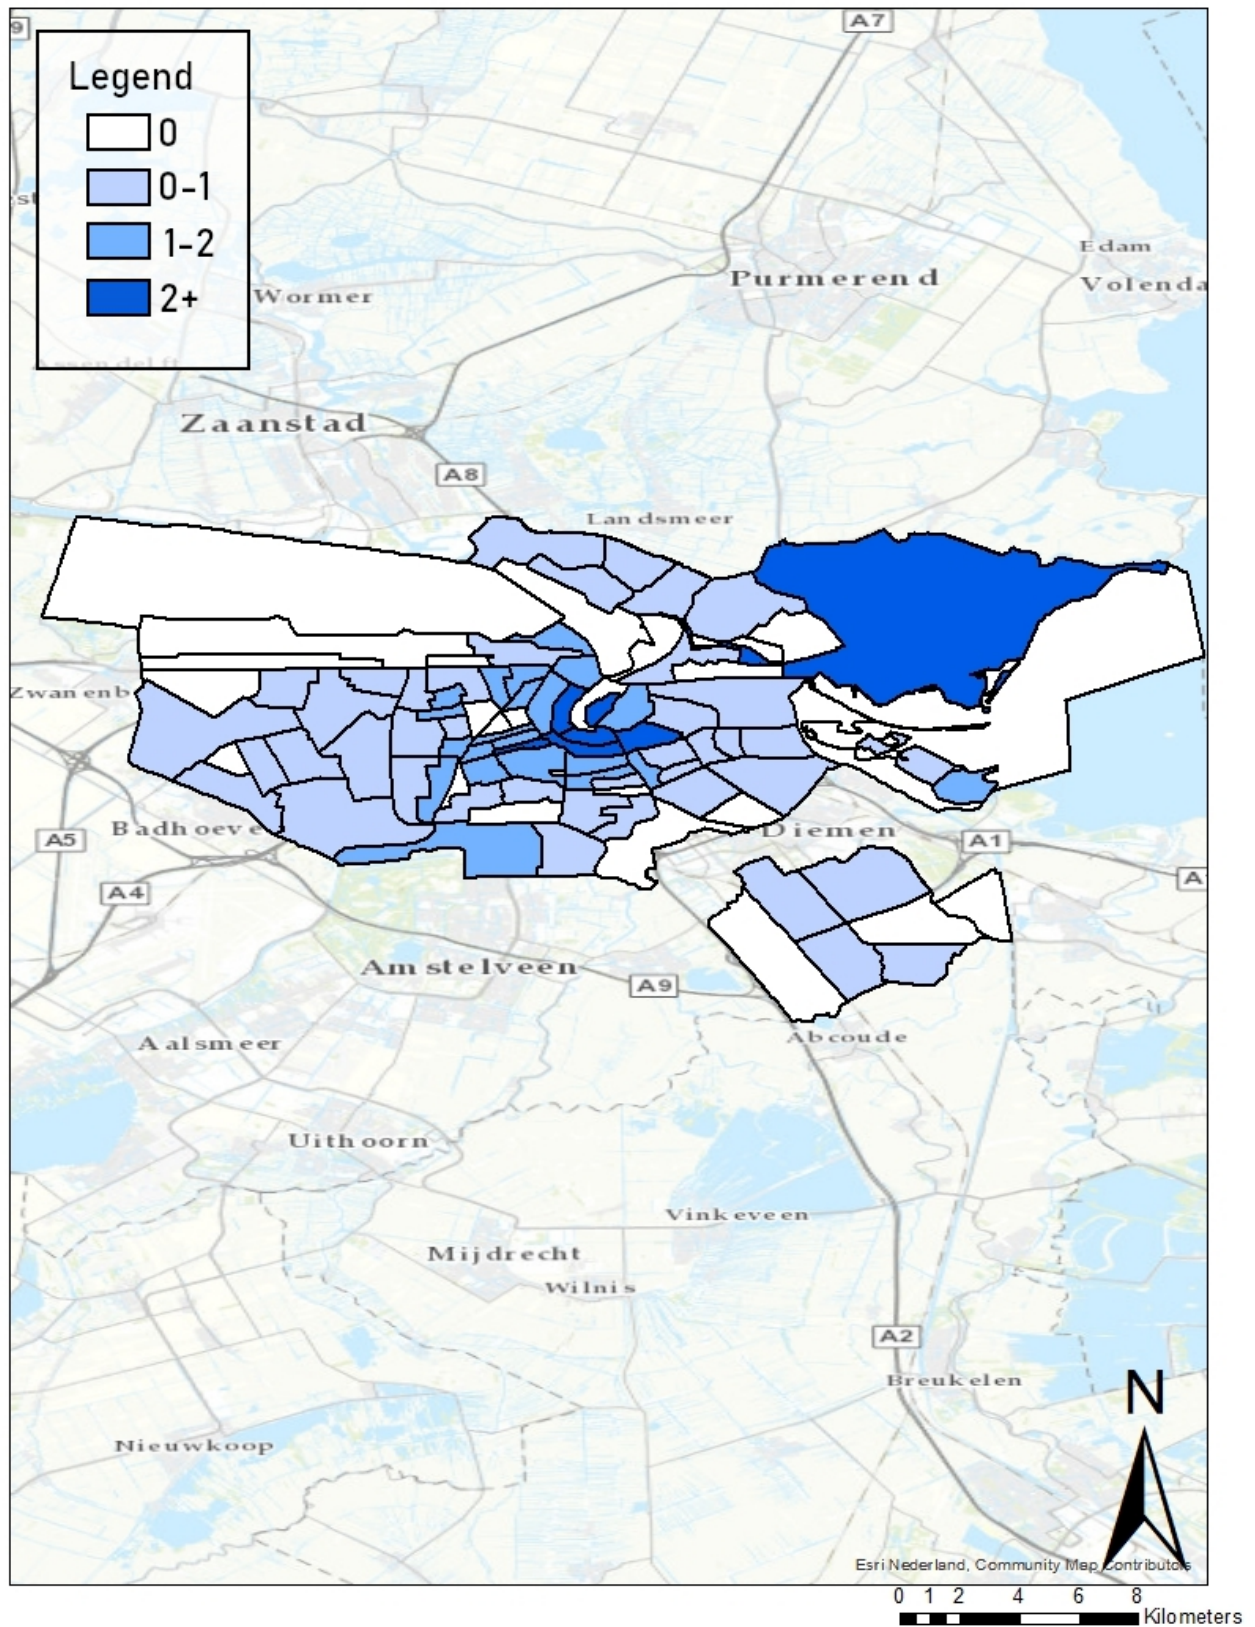 A7
9
Legend
0
0-1
1-2
2+
Edam
Volenda
Purmerend
Wormer
Assendelft
Zaanstad
A8
Landsmeer
Zwanenb
Badhoeve
Diemen
A5
A1
A4
A
Amstelveen
A9
Aalsmeer
Abcoude
Uithoorn
Vinkeveen
Mijdrecht
Wilnis
A2
Breukelen
N
Nieuwkoop
Esri Nederland, Community Map Contributors
0 1 2 4 6 8
Kilometers